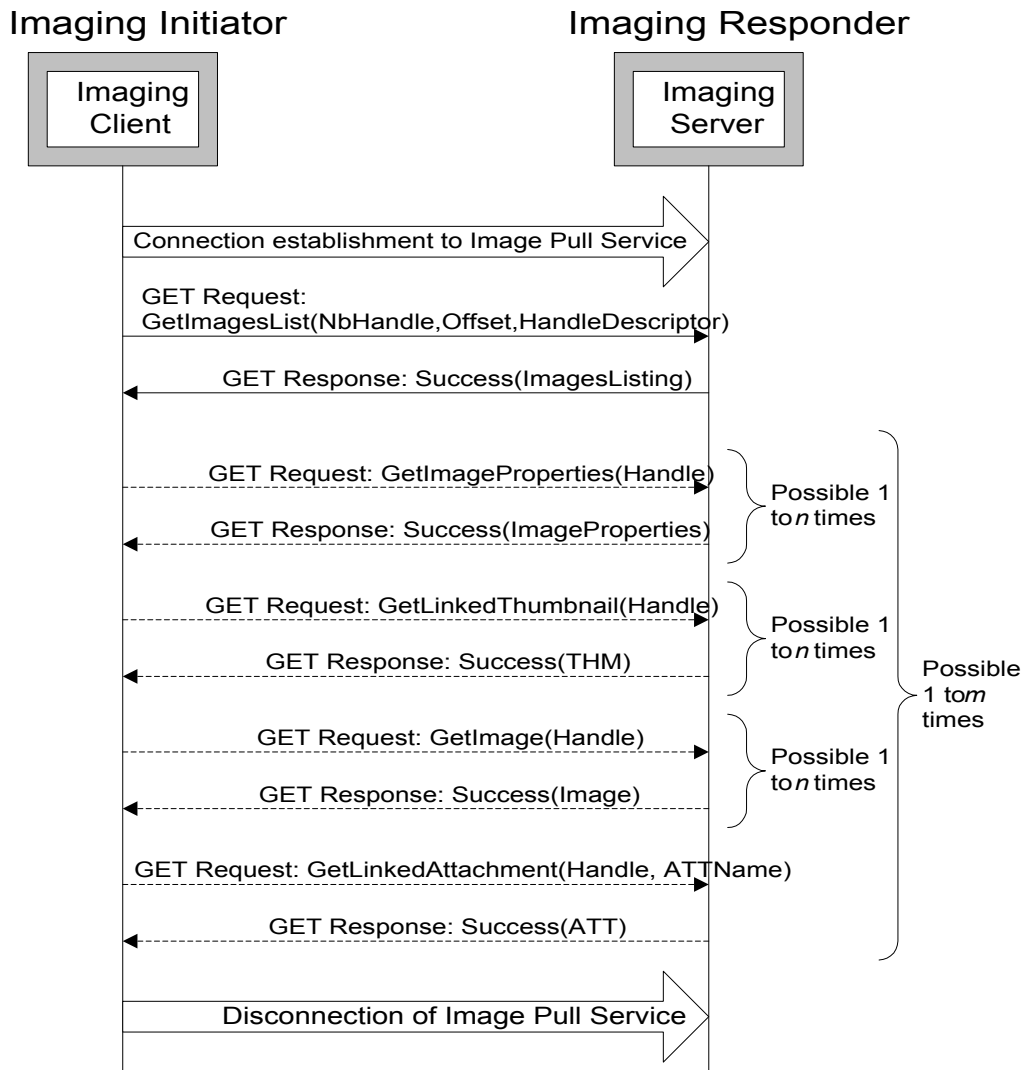 Imaging Initiator
Imaging Responder
Imaging
Client
Imaging
Server
Connection establishment to Image Pull Service
GET Request:
GetImagesList(NbHandle,Offset,HandleDescriptor)
GET Response: Success(ImagesListing)
GET Request: GetImageProperties(Handle)
GET Response: Success(ImageProperties)
Possible 1
to n times
GET Request: GetLinkedThumbnail(Handle)
GET Response: Success(THM)
Possible 1
to n times
GET Request: GetImage(Handle)
GET Response: Success(Image)
Possible 1
to n times
GET Request: GetLinkedAttachment(Handle, ATTName)
GET Response: Success(ATT)
Possible
1 to m
times
Disconnection of Image Pull Service